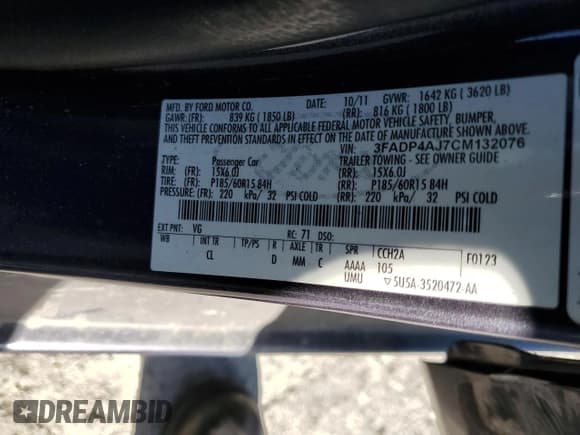 MFD. BY FORD MOTOR CO.
DATE: 10/11 GVWR: 1642 KG ( 3620 LB)
GAWR: (FR): 839 KG ( 1850 LB) (RR): 816 KG ( 1800 LB)
THIS VEHICLE CONFORMS TO ALL APPLICABLE FEDERAL MOTOR VEHICLE SAFETY, BUMPER,
AND THEFT PREVENTION STANDARDS IN EFFECT ON THE DATE OF MANUFACTURE SHOWN ABOVE.
VIN: 3FADP4AJ7CM132076
TYPE: Passenger Car TRAILER TOWING - SEE OWNER GUIDE
RIM: (FR): 15X6.0J (RR): 15X6.0J
TIRE: (FR): P185/60R15 84H (RR): P185/60R15 84H
PRESSURE: (FR): 220 kPa/ 32 PSI COLD (RR): 220 kPa/ 32 PSI COLD
EXT PNT: VG RC: 71 DSO:
WB INT TR TP/PS R AXLE TR SPR CCH2A F0123
CL D MM C AAAA 105
UMU ▽5U5A-3520472-AA
DREAMBID